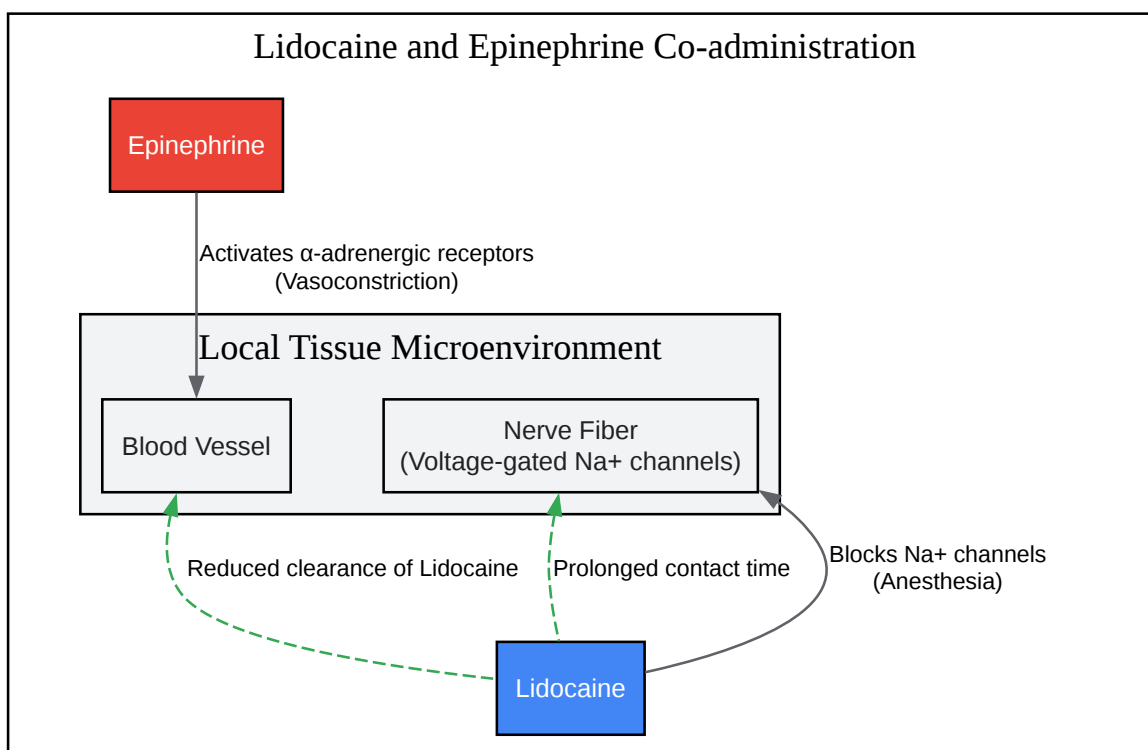 Lidocaine and Epinephrine Co-administration
Epinephrine
Activates α-adrenergic receptors
(Vasoconstriction)
Local Tissue Microenvironment
Blood Vessel
Nerve Fiber
(Voltage-gated Na+ channels)
Reduced clearance of Lidocaine
Prolonged contact time
Blocks Na+ channels
(Anesthesia)
Lidocaine